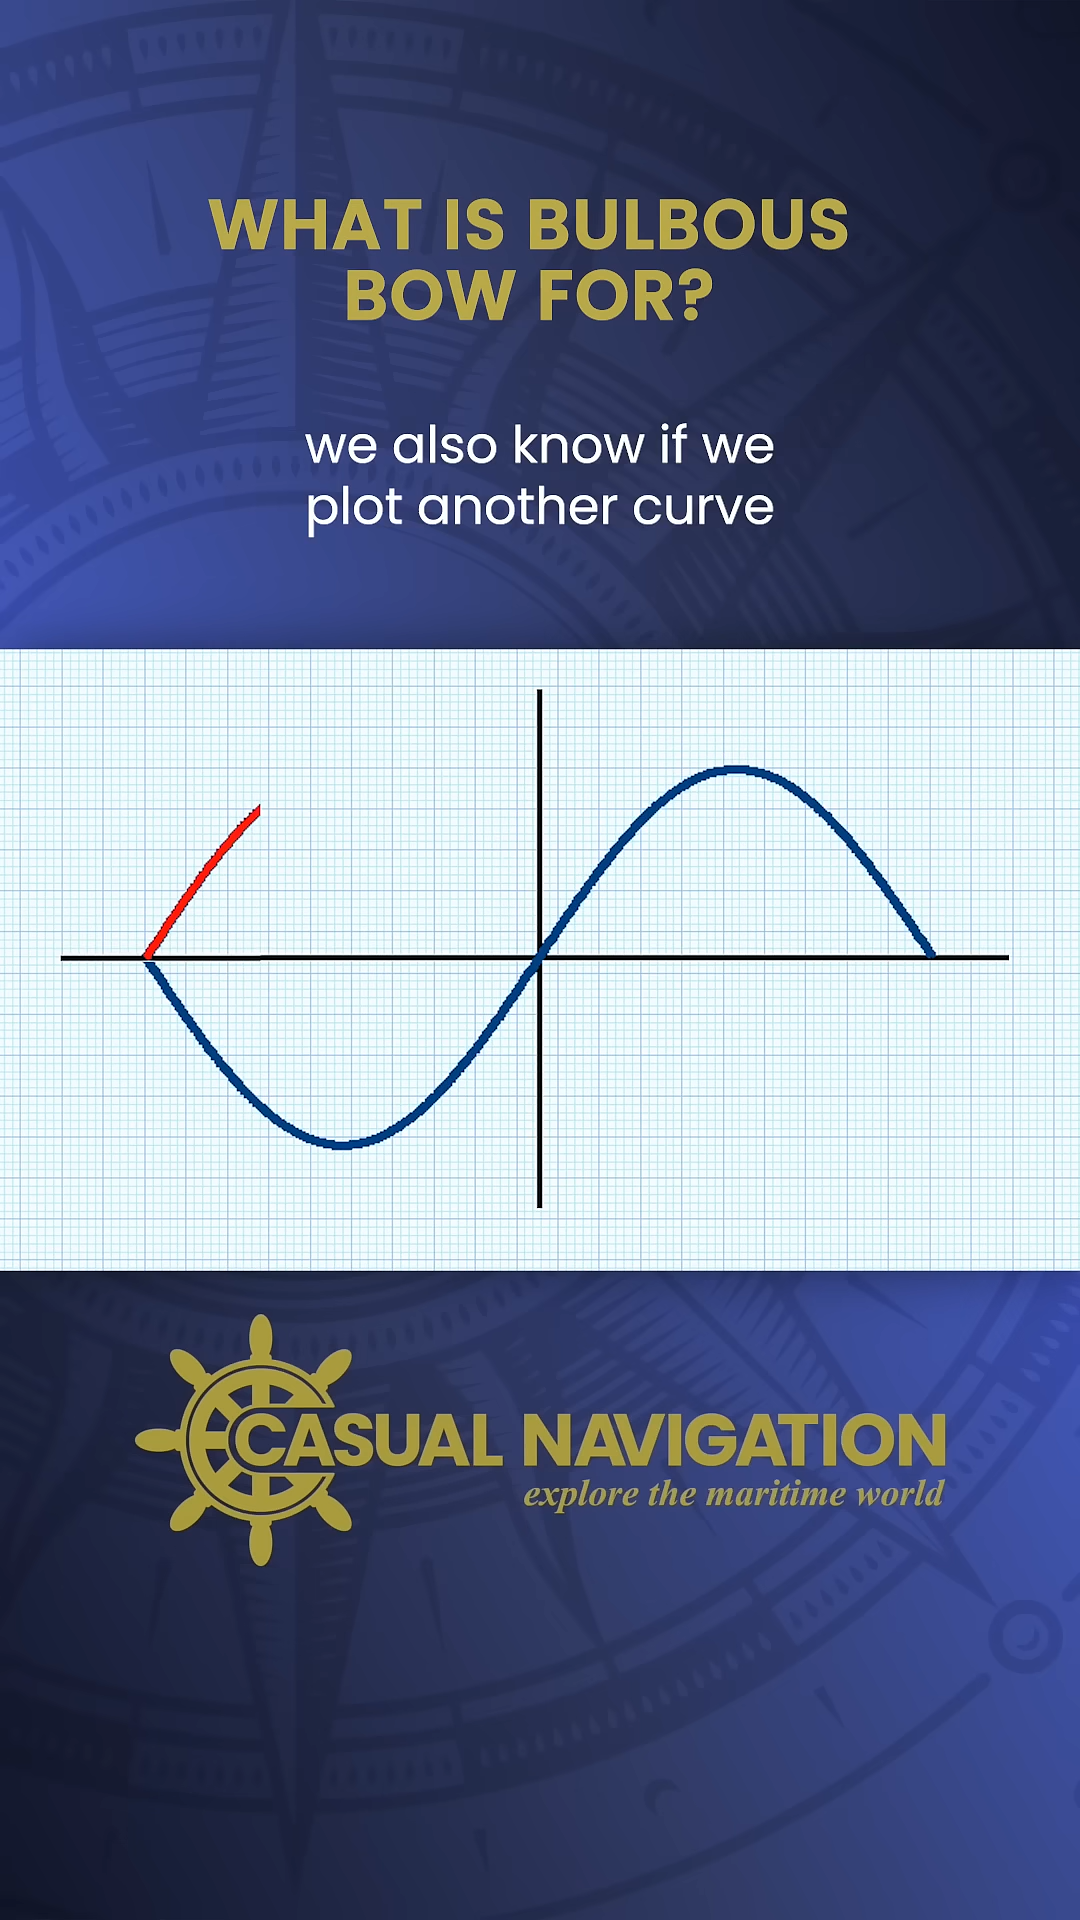 WHAT IS BULBOUS
BOW FOR?
we also know if we
plot another curve
CASUAL NAVIGATION
explore the maritime world